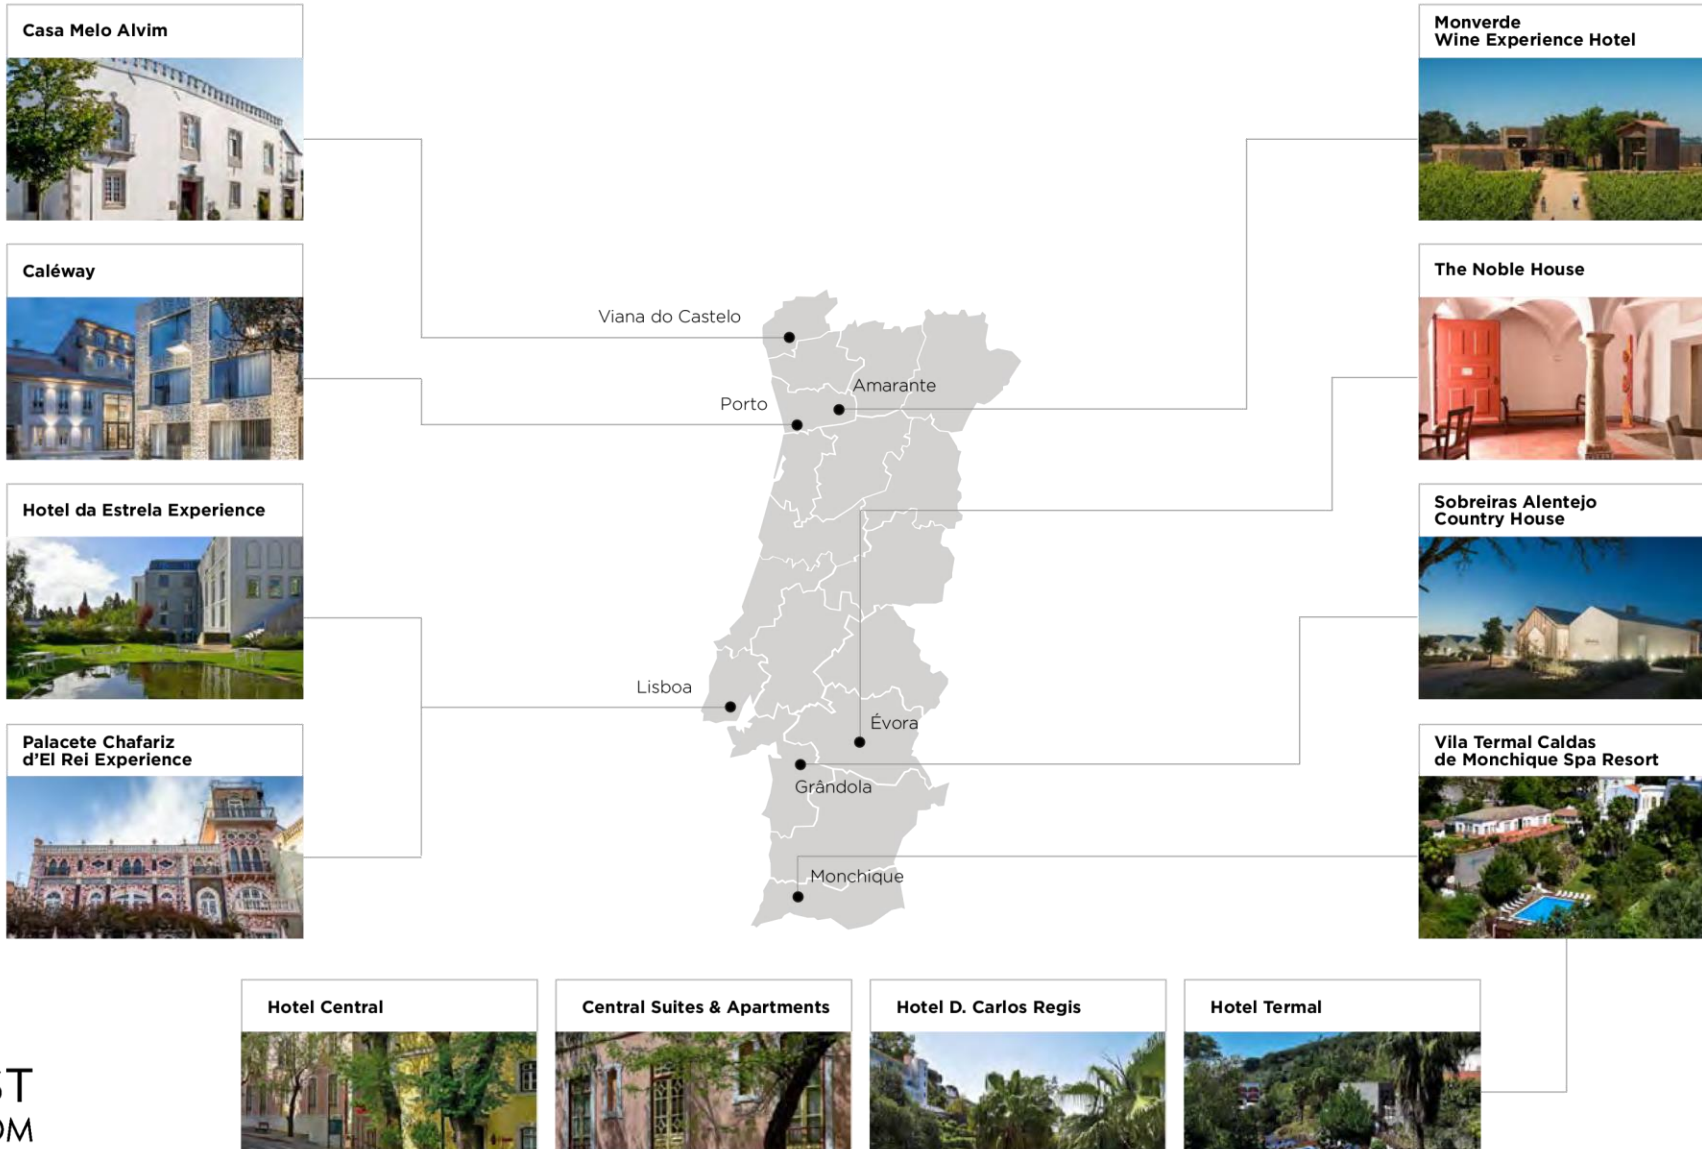 Casa Melo Alvim
Monverde
Wine Experience Hotel
Caléway
The Noble House
Viana do Castelo
Amarante
Porto
Hotel da Estrela Experience
Sobreiras Alentejo
Country House
Lisboa
Évora
Palacete Chafariz
d'El Rei Experience
Vila Termal Caldas
de Monchique Spa Resort
Grândola
Monchique
Hotel Central
Central Suites & Apartments
Hotel D. Carlos Regis
Hotel Termal